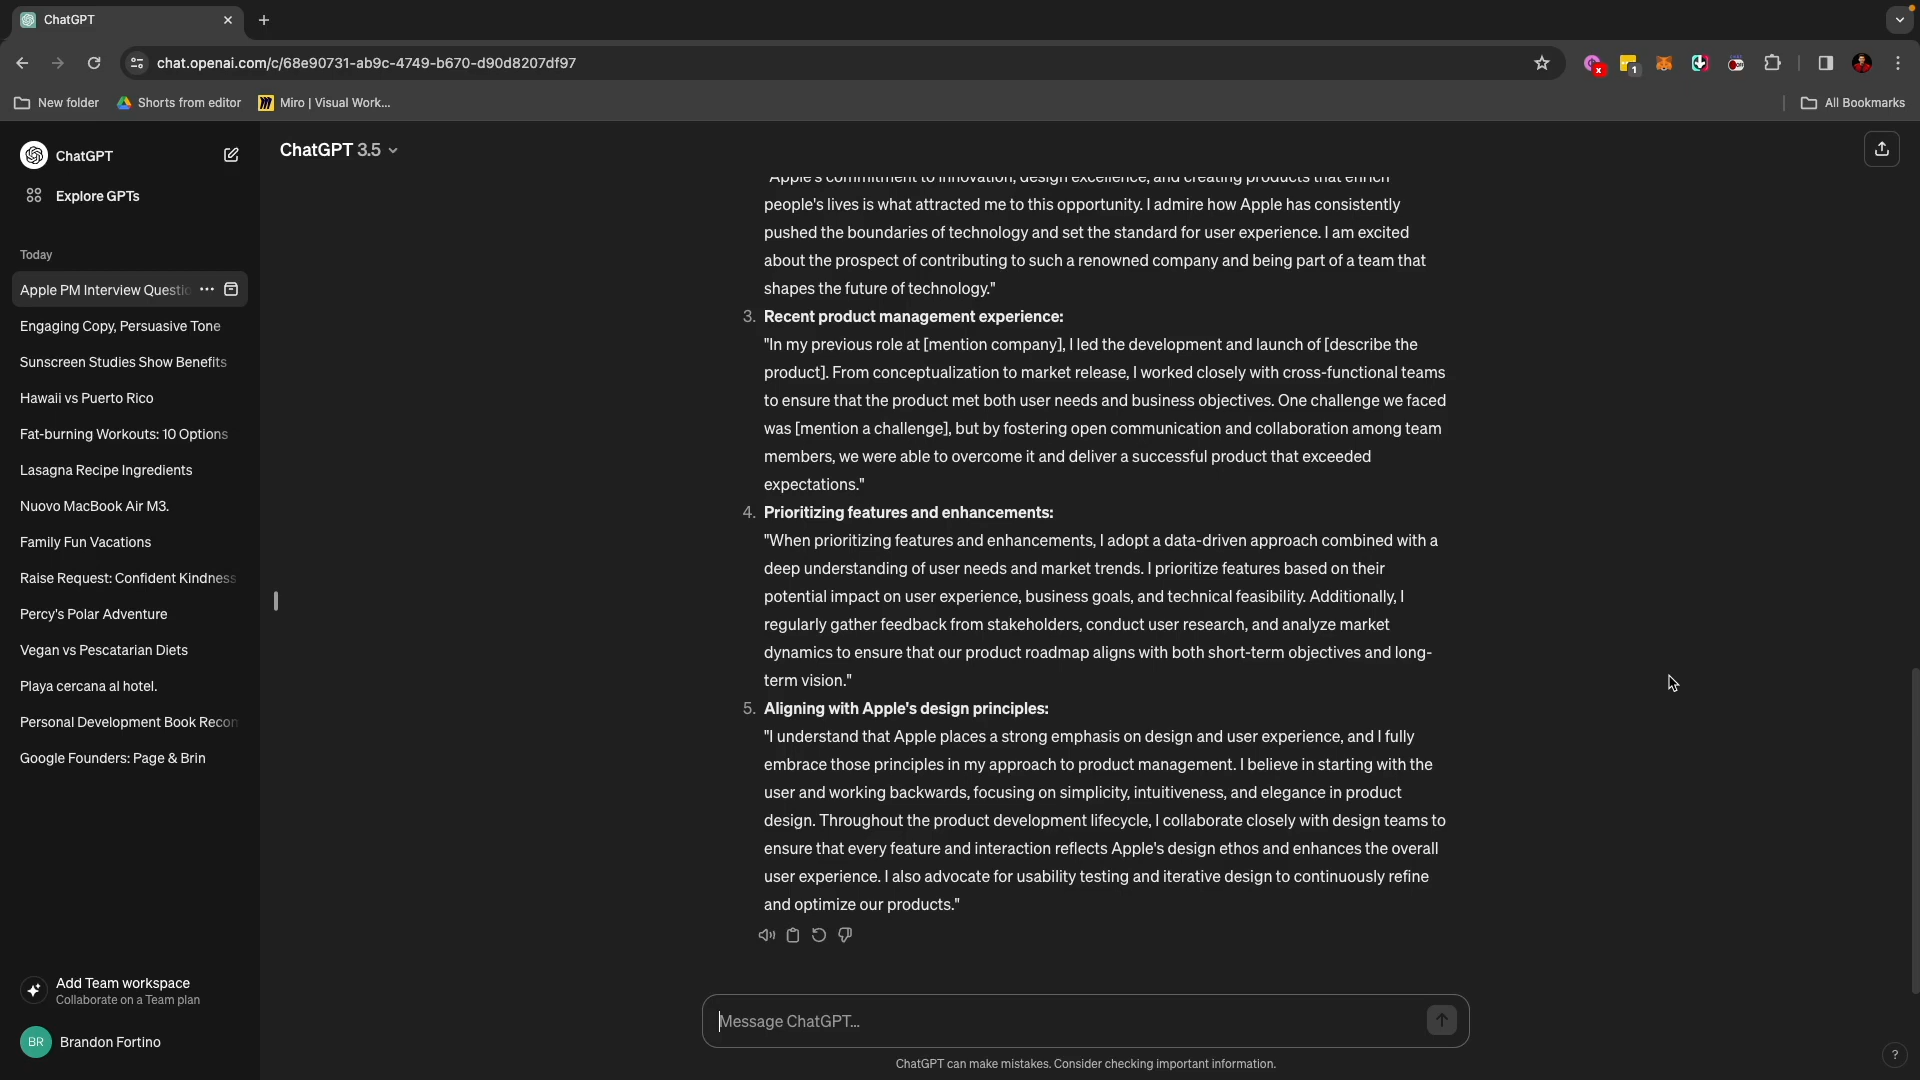 ChatGPT
chat.openai.com/c/68e90731-ab9c-4749-b670-d90d8207df97
1
New folder
Shorts from editor
Miro | Visual Work...
All Bookmarks
ChatGPT
Explore GPTs
Today
Apple PM Interview Questio
Engaging Copy, Persuasive Tone
Sunscreen Studies Show Benefits
Hawaii vs Puerto Rico
Fat-burning Workouts: 10 Options
Lasagna Recipe Ingredients
Nuovo MacBook Air M3.
Family Fun Vacations
Raise Request: Confident Kindness
Percy's Polar Adventure
Vegan vs Pescatarian Diets
Playa cercana al hotel.
Personal Development Book Recom
Google Founders: Page & Brin
Add Team workspace
Collaborate on a Team plan
BR
Brandon Fortino
ChatGPT 3.5
"Apple's commitment to innovation, design excellence, and creating products that enrich
people's lives is what attracted me to this opportunity. I admire how Apple has consistently
pushed the boundaries of technology and set the standard for user experience. I am excited
about the prospect of contributing to such a renowned company and being part of a team that
shapes the future of technology."
3. Recent product management experience:
"In my previous role at [mention company], I led the development and launch of [describe the
product]. From conceptualization to market release, I worked closely with cross-functional teams
to ensure that the product met both user needs and business objectives. One challenge we faced
was [mention a challenge], but by fostering open communication and collaboration among team
members, we were able to overcome it and deliver a successful product that exceeded
expectations."
4. Prioritizing features and enhancements:
"When prioritizing features and enhancements, I adopt a data-driven approach combined with a
deep understanding of user needs and market trends. I prioritize features based on their
potential impact on user experience, business goals, and technical feasibility. Additionally, I
regularly gather feedback from stakeholders, conduct user research, and analyze market
dynamics to ensure that our product roadmap aligns with both short-term objectives and long-
term vision."
5. Aligning with Apple's design principles:
"I understand that Apple places a strong emphasis on design and user experience, and I fully
embrace those principles in my approach to product management. I believe in starting with the
user and working backwards, focusing on simplicity, intuitiveness, and elegance in product
design. Throughout the product development lifecycle, I collaborate closely with design teams to
ensure that every feature and interaction reflects Apple's design ethos and enhances the overall
user experience. I also advocate for usability testing and iterative design to continuously refine
and optimize our products."
Message ChatGPT...
ChatGPT can make mistakes. Consider checking important information.
?